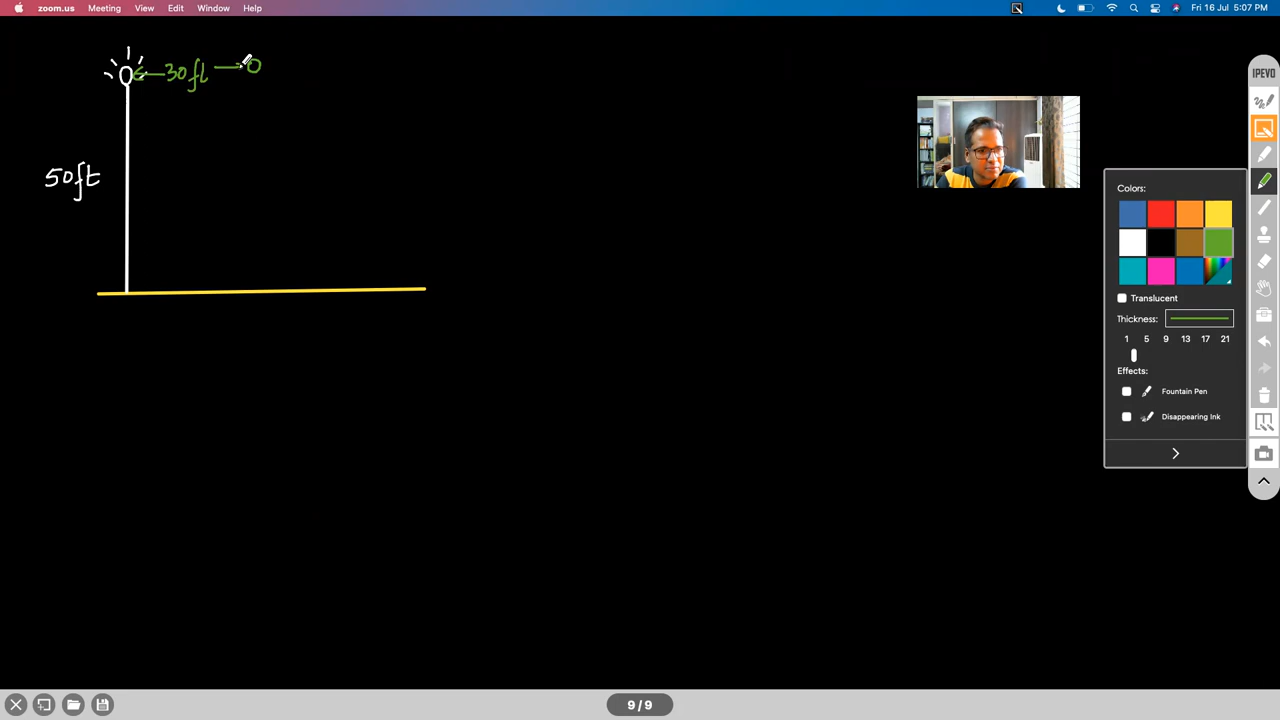 zoom.us Meeting View Edit Window Help Fri 16 Jul 5:07 PM
30ft
50ft
IPEVO
Colors:
Translucent
Thickness:
1 5 9 13 17 21
Effects:
Fountain Pen
Disappearing Ink
9 / 9